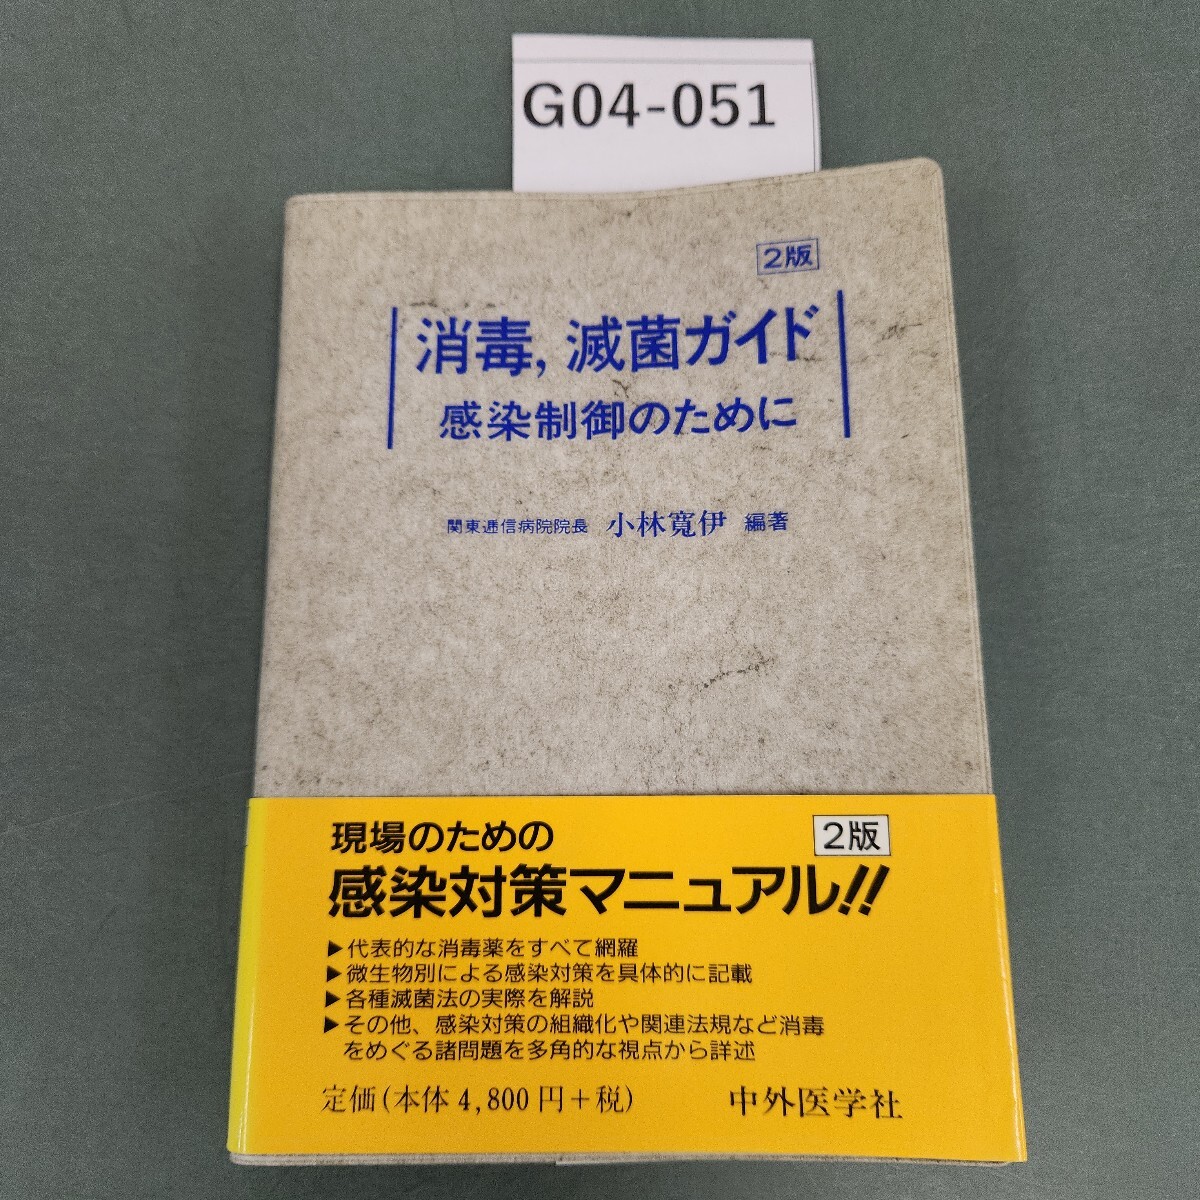 G04-051
2版
消毒，滅菌ガイド
感染制御のために
関東逓信病院院長 小林寬伊 編著
現場のための
2版
感染対策マニュアル!!
▶代表的な消毒薬をすべて網羅
▶微生物別による感染対策を具体的に記載
▶各種滅菌法の実際を解説
▶その他、感染対策の組織化や関連法規など消毒
をめぐる諸問題を多角的な視点から詳述
定価(本体4,800円＋税)
中外医学社